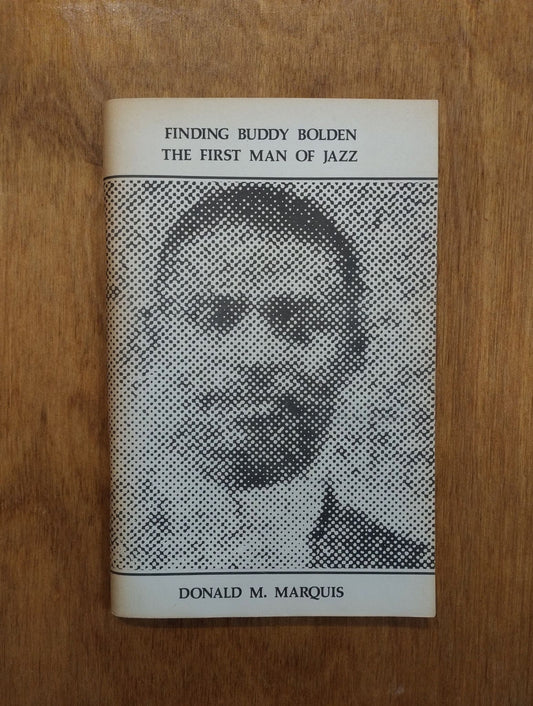 FINDING BUDDY BOLDEN
THE FIRST MAN OF JAZZ
DONALD M. MARQUIS